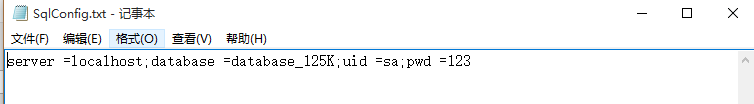 SqlConfig.txt - 记事本
文件(F) 编辑(E) 格式(O) 查看(V) 帮助(H)
server =localhost;database =database_125K;uid =sa;pwd =123